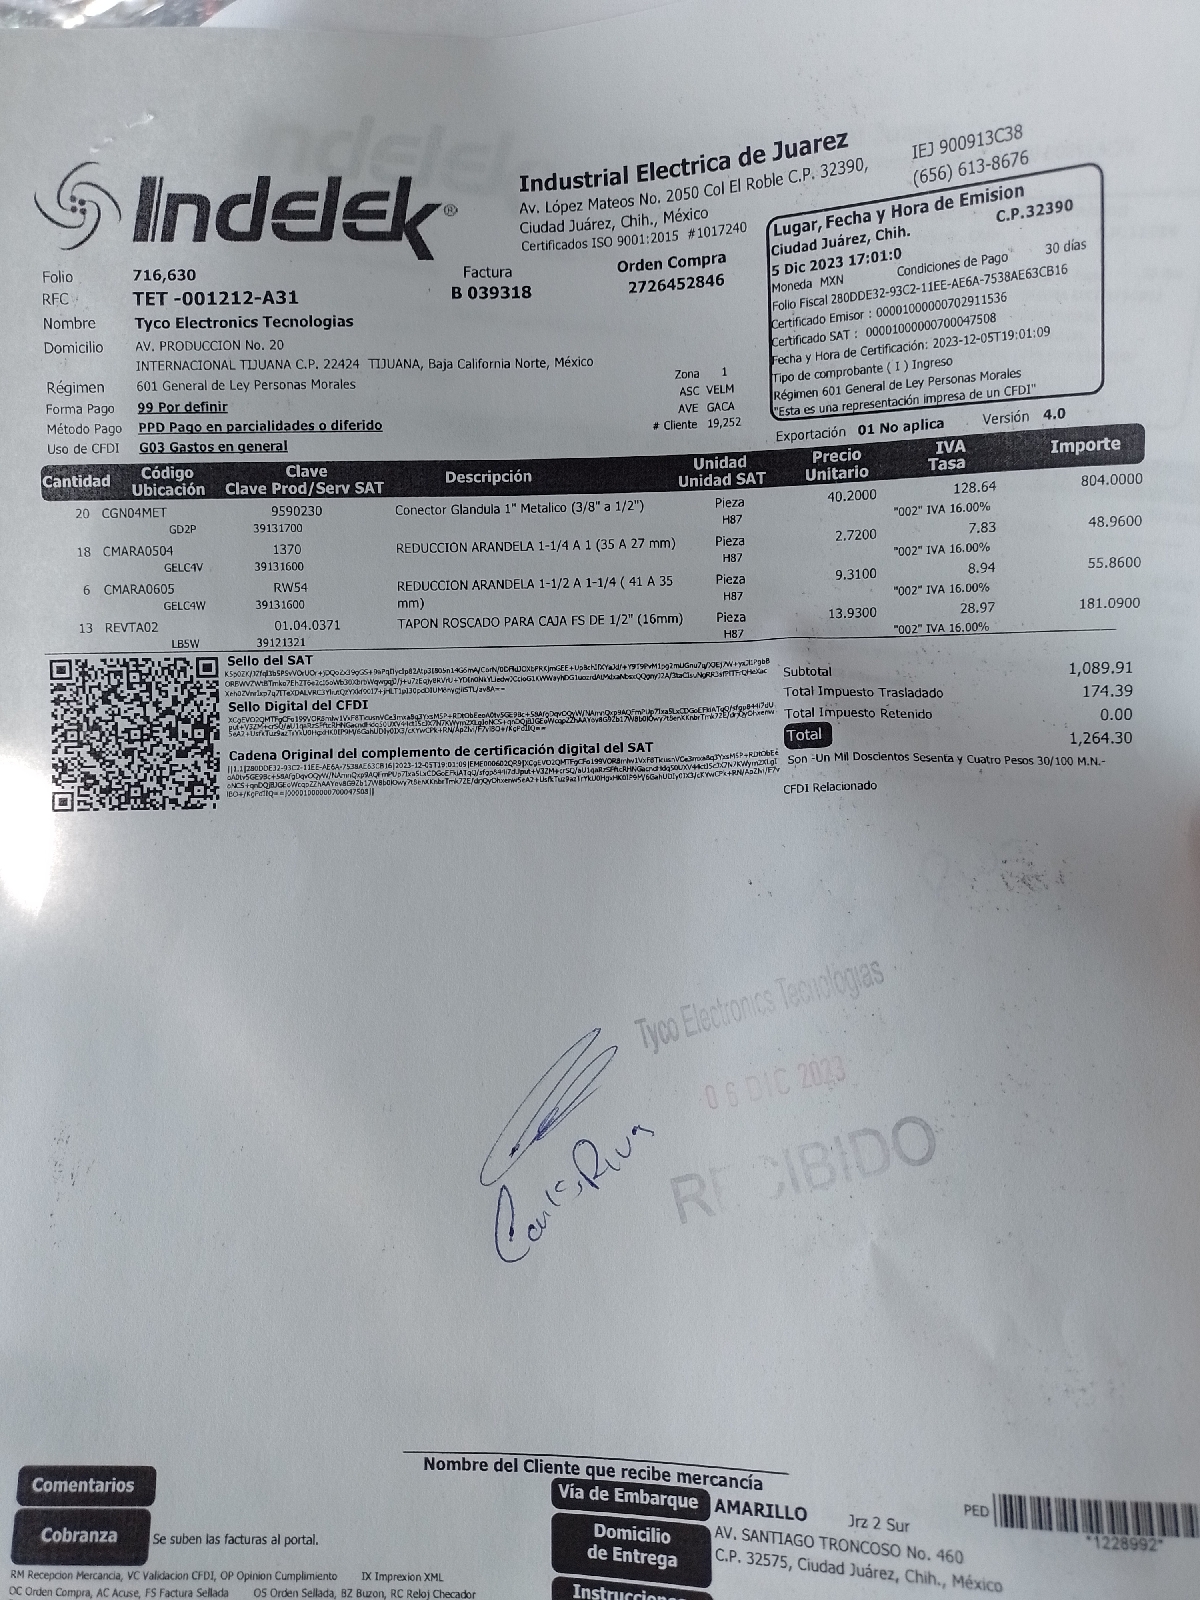 Indelek®
Industrial Electrica de Juarez
Av. López Mateos No. 2050 Col El Roble C.P. 32390,
Ciudad Juárez, Chih., México
Certificados ISO 9001:2015 #1017240
IEJ 900913C38
(656) 613-8676
Lugar, Fecha y Hora de Emision
Ciudad Juárez, Chih. C.P.32390
5 Dic 2023 17:01:0
Moneda MXN Condiciones de Pago 30 días
Folio Fiscal 280DDE32-93C2-11EE-AE6A-7538AE63CB16
Certificado Emisor : 00001000000702911536
Certificado SAT : 00001000000700047508
Fecha y Hora de Certificación: 2023-12-05T19:01:09
Tipo de comprobante ( I ) Ingreso
Régimen 601 General de Ley Personas Morales
"Esta es una representación impresa de un CFDI"
Folio 716,630
Factura
B 039318
Orden Compra
2726452846
RFC TET -001212-A31
Nombre Tyco Electronics Tecnologias
Domicilio AV. PRODUCCION No. 20
INTERNACIONAL TIJUANA C.P. 22424 TIJUANA, Baja California Norte, México
Régimen 601 General de Ley Personas Morales
Forma Pago 99 Por definir
Método Pago PPD Pago en parcialidades o diferido
Uso de CFDI G03 Gastos en general
Zona 1
ASC VELM
AVE GACA
# Cliente 19,252
Exportación 01 No aplica Versión 4.0
Cantidad Código Ubicación Clave Clave Prod/Serv SAT Descripción Unidad Unidad SAT Precio Unitario IVA Tasa Importe
20 CGN04MET 9590230 Conector Glandula 1" Metalico (3/8" a 1/2") Pieza 40.2000 128.64 804.0000
GD2P 39131700 H87 "002" IVA 16.00%
18 CMARA0504 1370 REDUCCION ARANDELA 1-1/4 A 1 (35 A 27 mm) Pieza 2.7200 7.83 48.9600
GELC4V 39131600 H87 "002" IVA 16.00%
6 CMARA0605 RW54 REDUCCION ARANDELA 1-1/2 A 1-1/4 ( 41 A 35 mm) Pieza 9.3100 8.94 55.8600
GELC4W 39131600 H87 "002" IVA 16.00%
13 REVTA02 01.04.0371 TAPON ROSCADO PARA CAJA FS DE 1/2" (16mm) Pieza 13.9300 28.97 181.0900
LB5W 39121321 H87 "002" IVA 16.00%
Sello del SAT
Sello Digital del CFDI
Cadena Original del complemento de certificación digital del SAT
Subtotal 1,089.91
Total Impuesto Trasladado 174.39
Total Impuesto Retenido 0.00
Total 1,264.30
Son -Un Mil Doscientos Sesenta y Cuatro Pesos 30/100 M.N.-
CFDI Relacionado
Tyco Electronics Tecnologias
06 DIC 2023
RECIBIDO
Nombre del Cliente que recibe mercancía
Comentarios
Cobranza Se suben las facturas al portal.
Vía de Embarque AMARILLO Jrz 2 Sur
PED
*1228992*
Domicilio de Entrega
AV. SANTIAGO TRONCOSO No. 460
C.P. 32575, Ciudad Juárez, Chih., México
RM Recepcion Mercancia, VC Validacion CFDI, OP Opinion Cumplimiento IX Impresion XML
OC Orden Compra, AC Acuse, FS Factura Sellada OS Orden Sellada, BZ Buzon, RC Reloj Checador